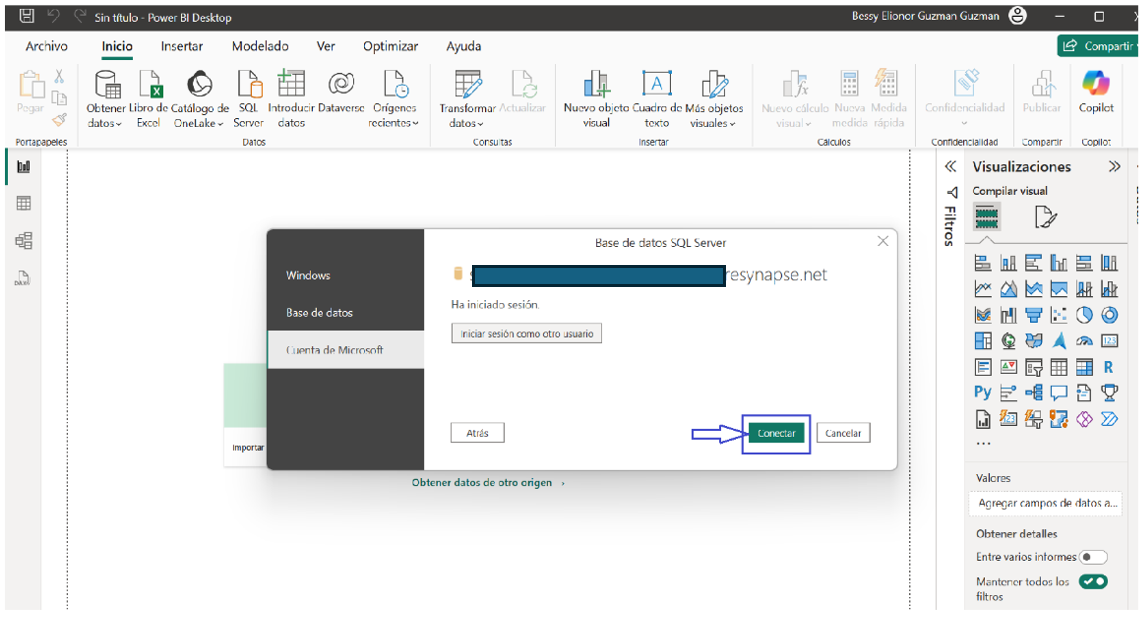 Sin título - Power BI Desktop
Bessy Elionor Guzman Guzman
Archivo Inicio Insertar Modelado Ver Optimizar Ayuda
Compartir
Pegar
Obtener datos
Libro de Excel
Catálogo de OneLake
SQL Server
Introducir datos
Dataverse
Orígenes recientes
Transformar datos
Actualizar
Nuevo objeto visual
Cuadro de texto
Más objetos visuales
Nuevo cálculo visual
Nueva medida
Medida rápida
Confidencialidad
Publicar
Copilot
Portapapeles
Datos
Consultas
Insertar
Cálculos
Confidencialidad
Compartir
Copilot
Filtros
Visualizaciones
Compilar visual
Base de datos SQL Server
Windows
Base de datos
Cuenta de Microsoft
resynapse.net
Ha iniciado sesión.
Iniciar sesión como otro usuario
Atrás
Conectar
Cancelar
Importar
Obtener datos de otro origen
123
R
Py
123
...
Valores
Agregar campos de datos a...
Obtener detalles
Entre varios informes
Mantener todos los
filtros